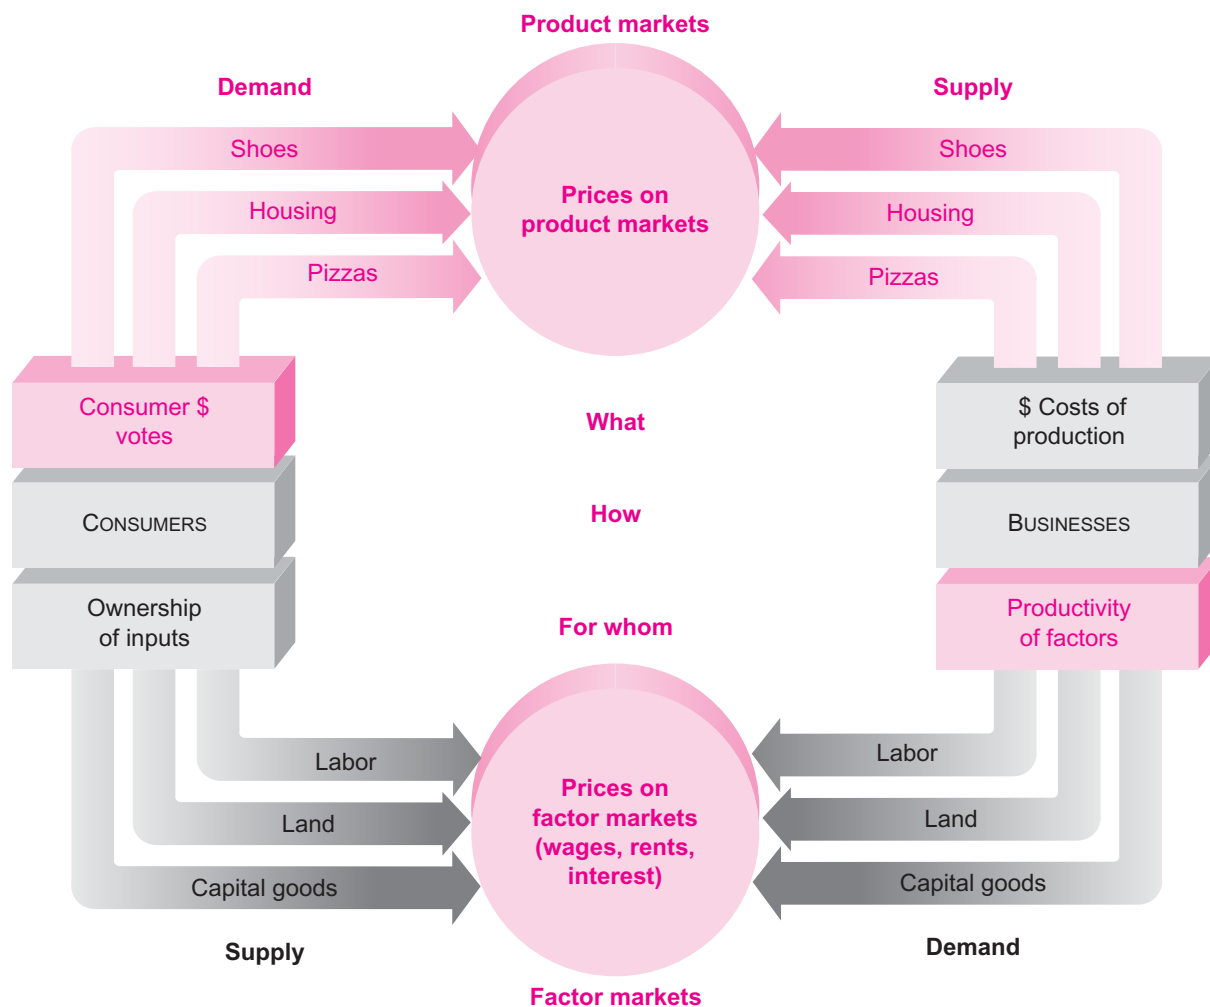 Product markets
Demand
Supply
Shoes
Shoes
Housing
Prices on
product markets
Housing
Pizzas
Pizzas
Consumer $
votes
What
$ Costs of
production
CONSUMERS
How
BUSINESSES
Ownership
of inputs
For whom
Productivity
of factors
Labor
Labor
Land
Prices on
factor markets
(wages, rents,
interest)
Land
Capital goods
Capital goods
Supply
Demand
Factor markets